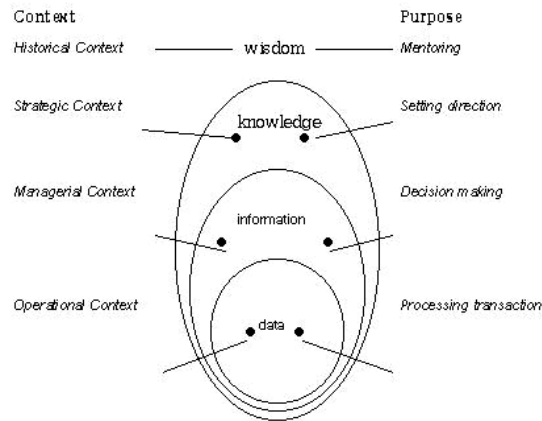 Context Purpose
Historical Context wisdom Mentoring
Strategic Context Setting direction
knowledge
Managerial Context Decision making
information
Operational Context Processing transaction
data